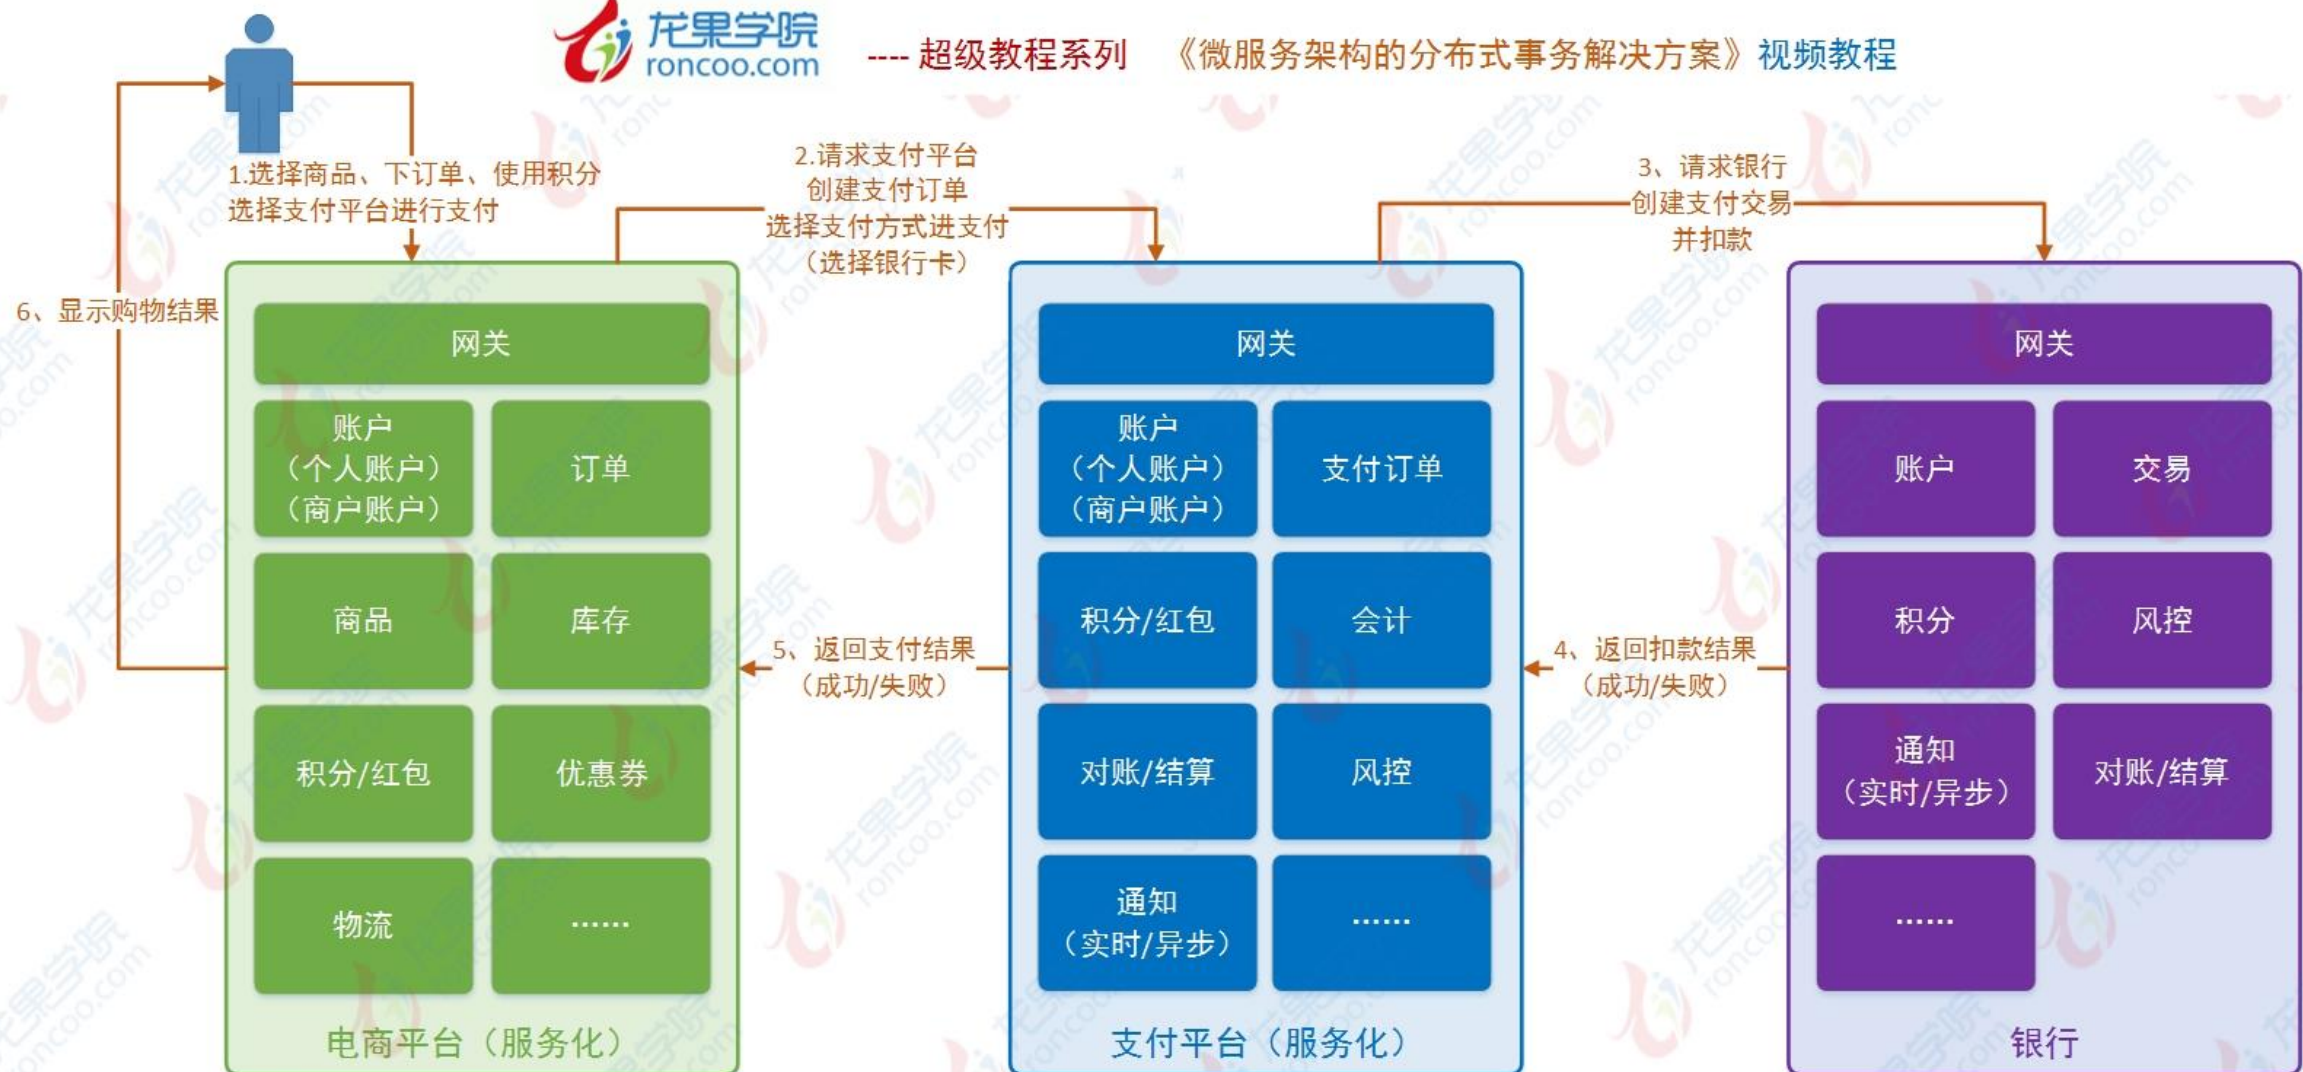 龙果学院
roncoo.com
---- 超级教程系列 《微服务架构的分布式事务解决方案》视频教程
1.选择商品、下订单、使用积分
选择支付平台进行支付
2.请求支付平台
创建支付订单
选择支付方式进支付
（选择银行卡）
3、请求银行
创建支付交易
并扣款
6、显示购物结果
网关
账户
（个人账户）
（商户账户）
订单
商品
库存
积分/红包
优惠券
物流
……
电商平台（服务化）
5、返回支付结果
（成功/失败）
网关
账户
（个人账户）
（商户账户）
支付订单
积分/红包
会计
对账/结算
风控
通知
（实时/异步）
……
支付平台（服务化）
4、返回扣款结果
（成功/失败）
网关
账户
交易
积分
风控
通知
（实时/异步）
对账/结算
……
银行